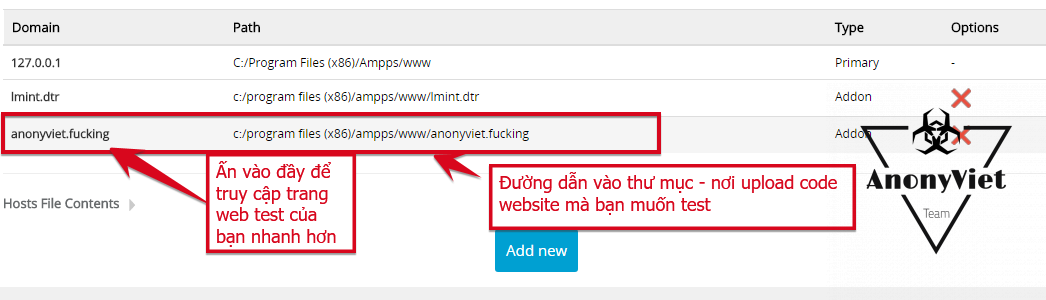 Domain Path Type Options
127.0.0.1 C:/Program Files (x86)/Ampps/www Primary -
lmint.dtr c:/program files (x86)/ampps/www/lmint.dtr Addon
anonyviet.fucking c:/program files (x86)/ampps/www/anonyviet.fucking Addon
Ấn vào đầy để
truy cập trang
web test của
bạn nhanh hơn
Đường dẫn vào thư mục - nơi upload code
website mà bạn muốn test
AnonyViet
Team
Hosts File Contents
Add new